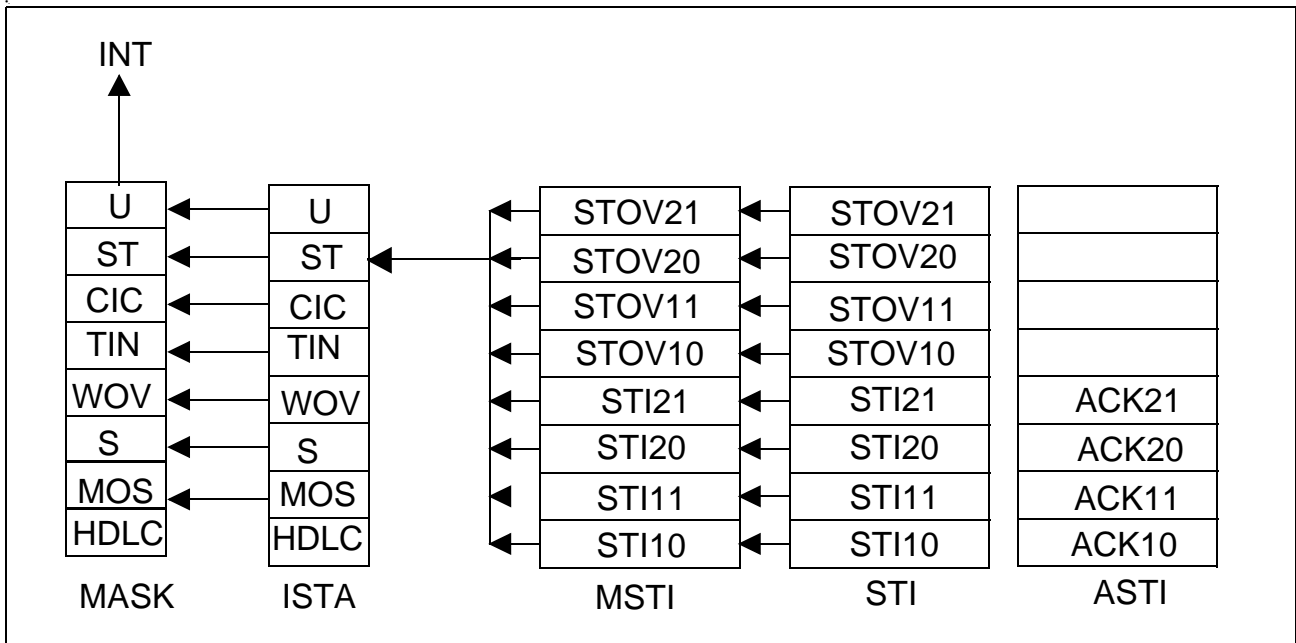 INT
U U STOV21 STOV21
ST ST STOV20 STOV20
CIC CIC STOV11 STOV11
TIN TIN STOV10 STOV10
WOV WOV STI21 STI21 ACK21
S S STI20 STI20 ACK20
MOS MOS STI11 STI11 ACK11
HDLC HDLC STI10 STI10 ACK10
MASK ISTA MSTI STI ASTI